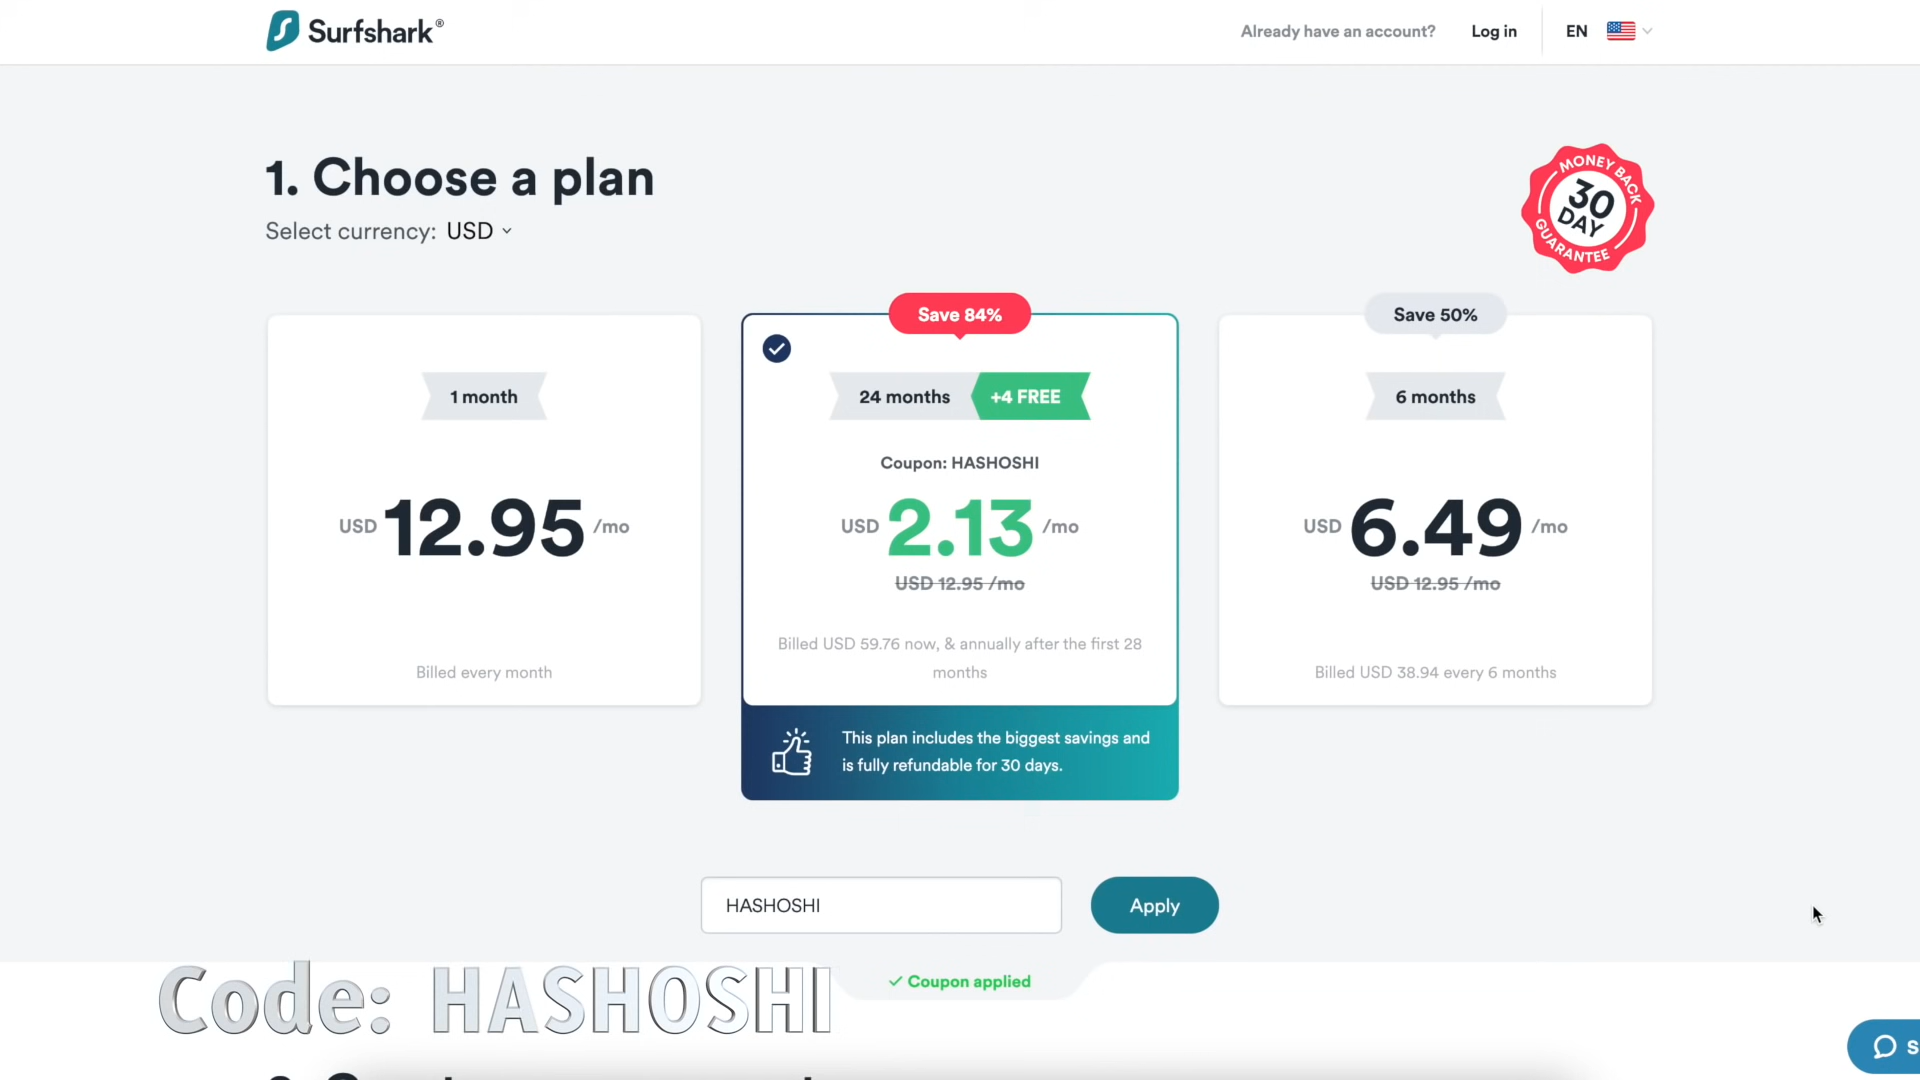 Surfshark®
Already have an account?
Log in
EN
1. Choose a plan
Select currency: USD
MONEY BACK
30
DAY
GUARANTEE
1 month
USD 12.95 /mo
Billed every month
Save 84%
24 months
+4 FREE
Coupon: HASHOSHI
USD 2.13 /mo
USD 12.95 /mo
Billed USD 59.76 now, & annually after the first 28
months
This plan includes the biggest savings and
is fully refundable for 30 days.
Save 50%
6 months
USD 6.49 /mo
USD 12.95 /mo
Billed USD 38.94 every 6 months
HASHOSHI
Apply
Coupon applied
Code: HASHOSHI